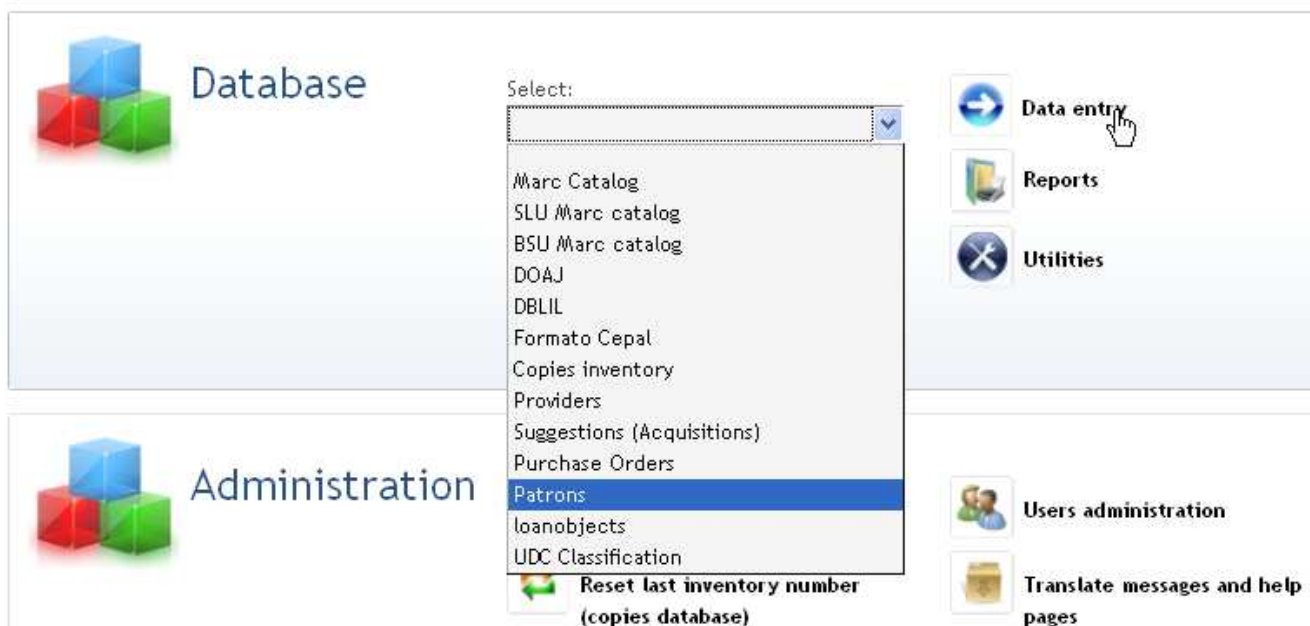 Database
Select:
Marc Catalog
SLU Marc catalog
BSU Marc catalog
DOAJ
DBLIL
Formato Cepal
Copies inventory
Providers
Suggestions (Acquisitions)
Purchase Orders
Patrons
loanobjects
UDC Classification
Data entry
Reports
Utilities
Administration
Reset last inventory number
(copies database)
Users administration
Translate messages and help
pages